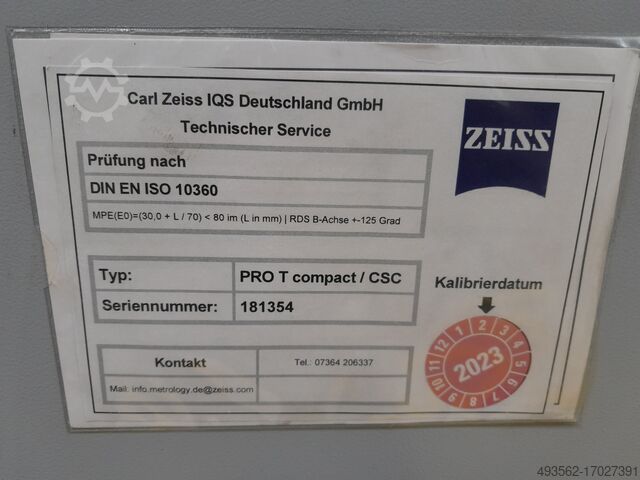 Carl Zeiss IQS Deutschland GmbH
Technischer Service
ZEISS
Prüfung nach
DIN EN ISO 10360
MPE(E0)=(30,0 + L / 70) < 80 im (L in mm) | RDS B-Achse +-125 Grad
Typ: PRO T compact / CSC
Seriennummer: 181354
Kalibrierdatum
1 2 3 4 5 6 7 8 9 10 11 12
2023
Kontakt Tel.: 07364 206337
Mail: info.metrology.de@zeiss.com
493562-17027391